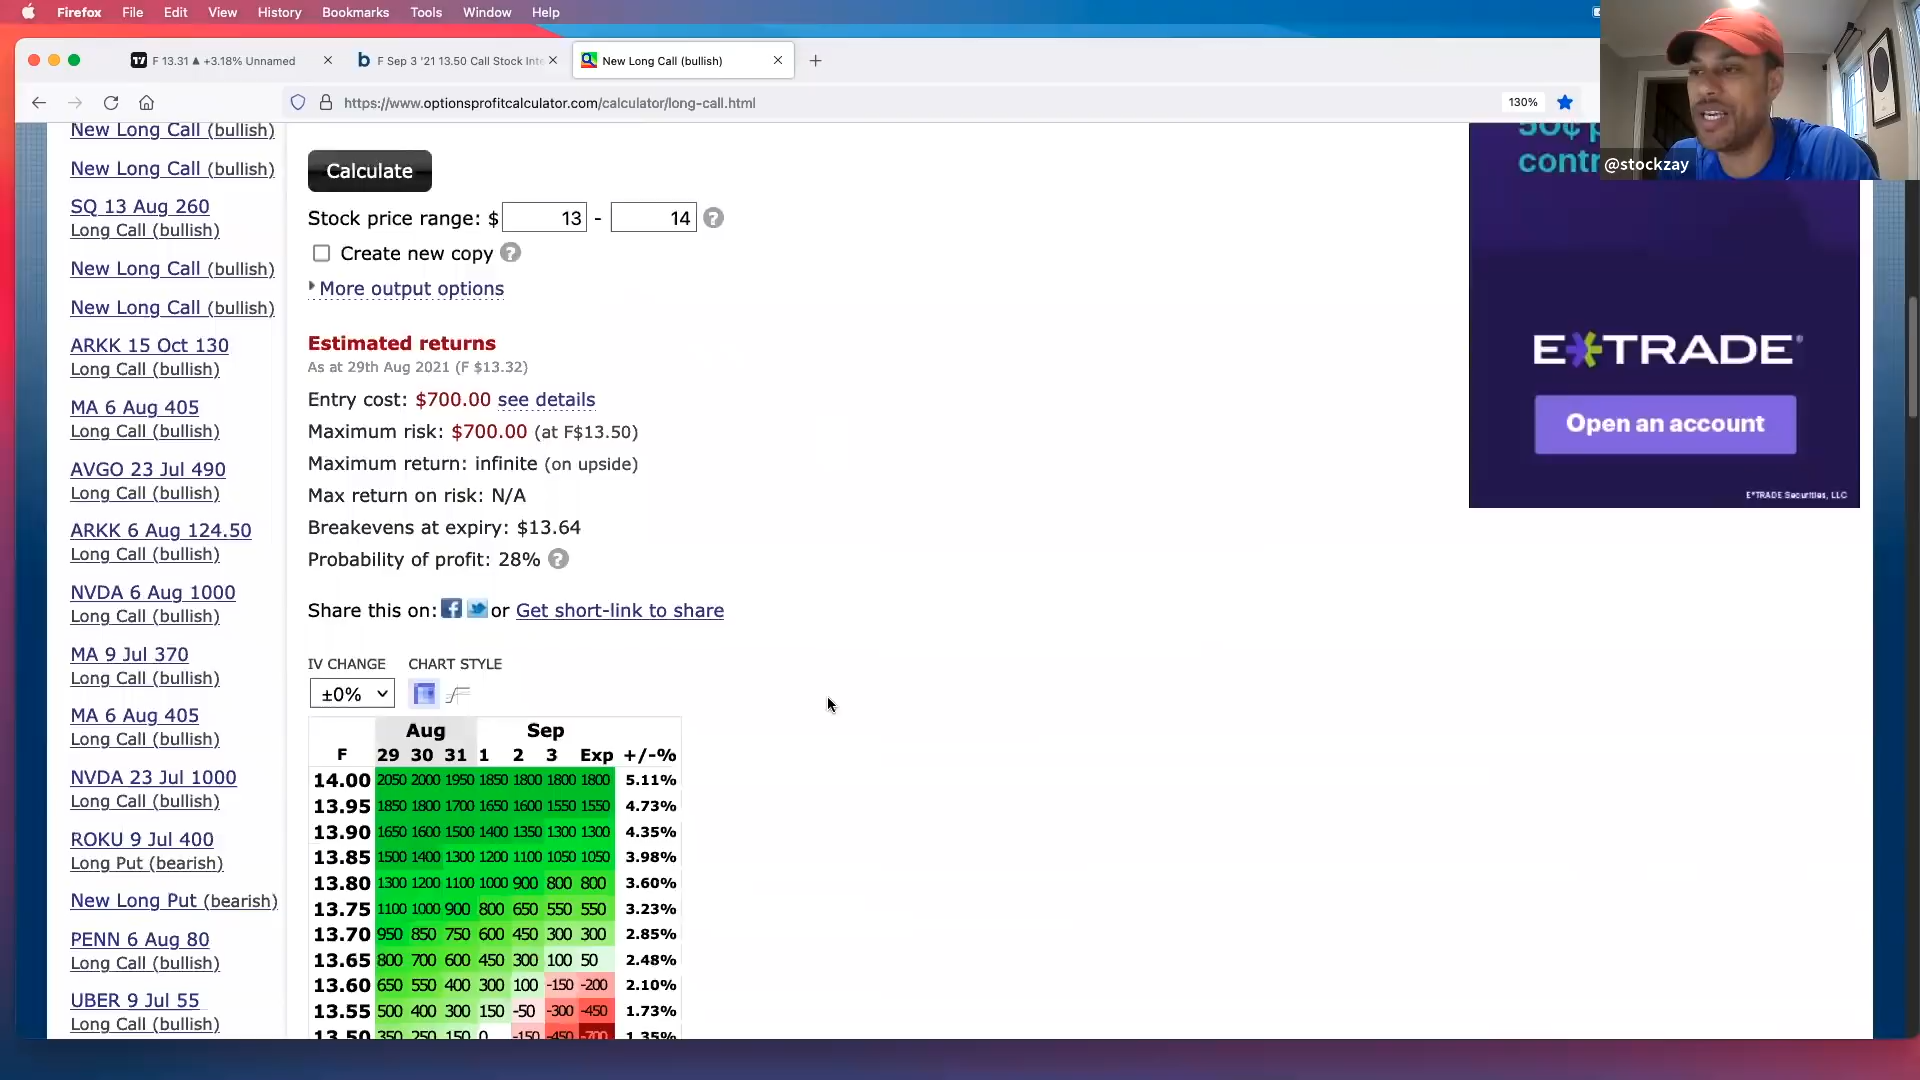 Firefox File Edit View History Bookmarks Tools Window Help
F 13.31 ▲ +3.18% Unnamed
F Sep 3 '21 13.50 Call Stock Inte
New Long Call (bullish)
https://www.optionsprofitcalculator.com/calculator/long-call.html
130%
@stockzay
New Long Call (bullish)
New Long Call (bullish)
SQ 13 Aug 260
Long Call (bullish)
New Long Call (bullish)
New Long Call (bullish)
ARKK 15 Oct 130
Long Call (bullish)
MA 6 Aug 405
Long Call (bullish)
AVGO 23 Jul 490
Long Call (bullish)
ARKK 6 Aug 124.50
Long Call (bullish)
NVDA 6 Aug 1000
Long Call (bullish)
MA 9 Jul 370
Long Call (bullish)
MA 6 Aug 405
Long Call (bullish)
NVDA 23 Jul 1000
Long Call (bullish)
ROKU 9 Jul 400
Long Put (bearish)
New Long Put (bearish)
PENN 6 Aug 80
Long Call (bullish)
UBER 9 Jul 55
Long Call (bullish)
Calculate
Stock price range: $ 13 - 14 ?
Create new copy ?
More output options
Estimated returns
As at 29th Aug 2021 (F $13.32)
Entry cost: $700.00 see details
Maximum risk: $700.00 (at F$13.50)
Maximum return: infinite (on upside)
Max return on risk: N/A
Breakevens at expiry: $13.64
Probability of profit: 28% ?
Share this on: or Get short-link to share
IV CHANGE CHART STYLE
±0%
Aug Sep
F 29 30 31 1 2 3 Exp +/-%
14.00 2050 2000 1950 1850 1800 1800 1800 5.11%
13.95 1850 1800 1700 1650 1600 1550 1550 4.73%
13.90 1650 1600 1500 1400 1350 1300 1300 4.35%
13.85 1500 1400 1300 1200 1100 1050 1050 3.98%
13.80 1300 1200 1100 1000 900 800 800 3.60%
13.75 1100 1000 900 800 650 550 550 3.23%
13.70 950 850 750 600 450 300 300 2.85%
13.65 800 700 600 450 300 100 50 2.48%
13.60 650 550 400 300 100 -150 -200 2.10%
13.55 500 400 300 150 -50 -300 -450 1.73%
13.50 350 250 150 0 -150 -450 -700 1.35%
50¢
E*TRADE
Open an account
E*TRADE Securities, LLC